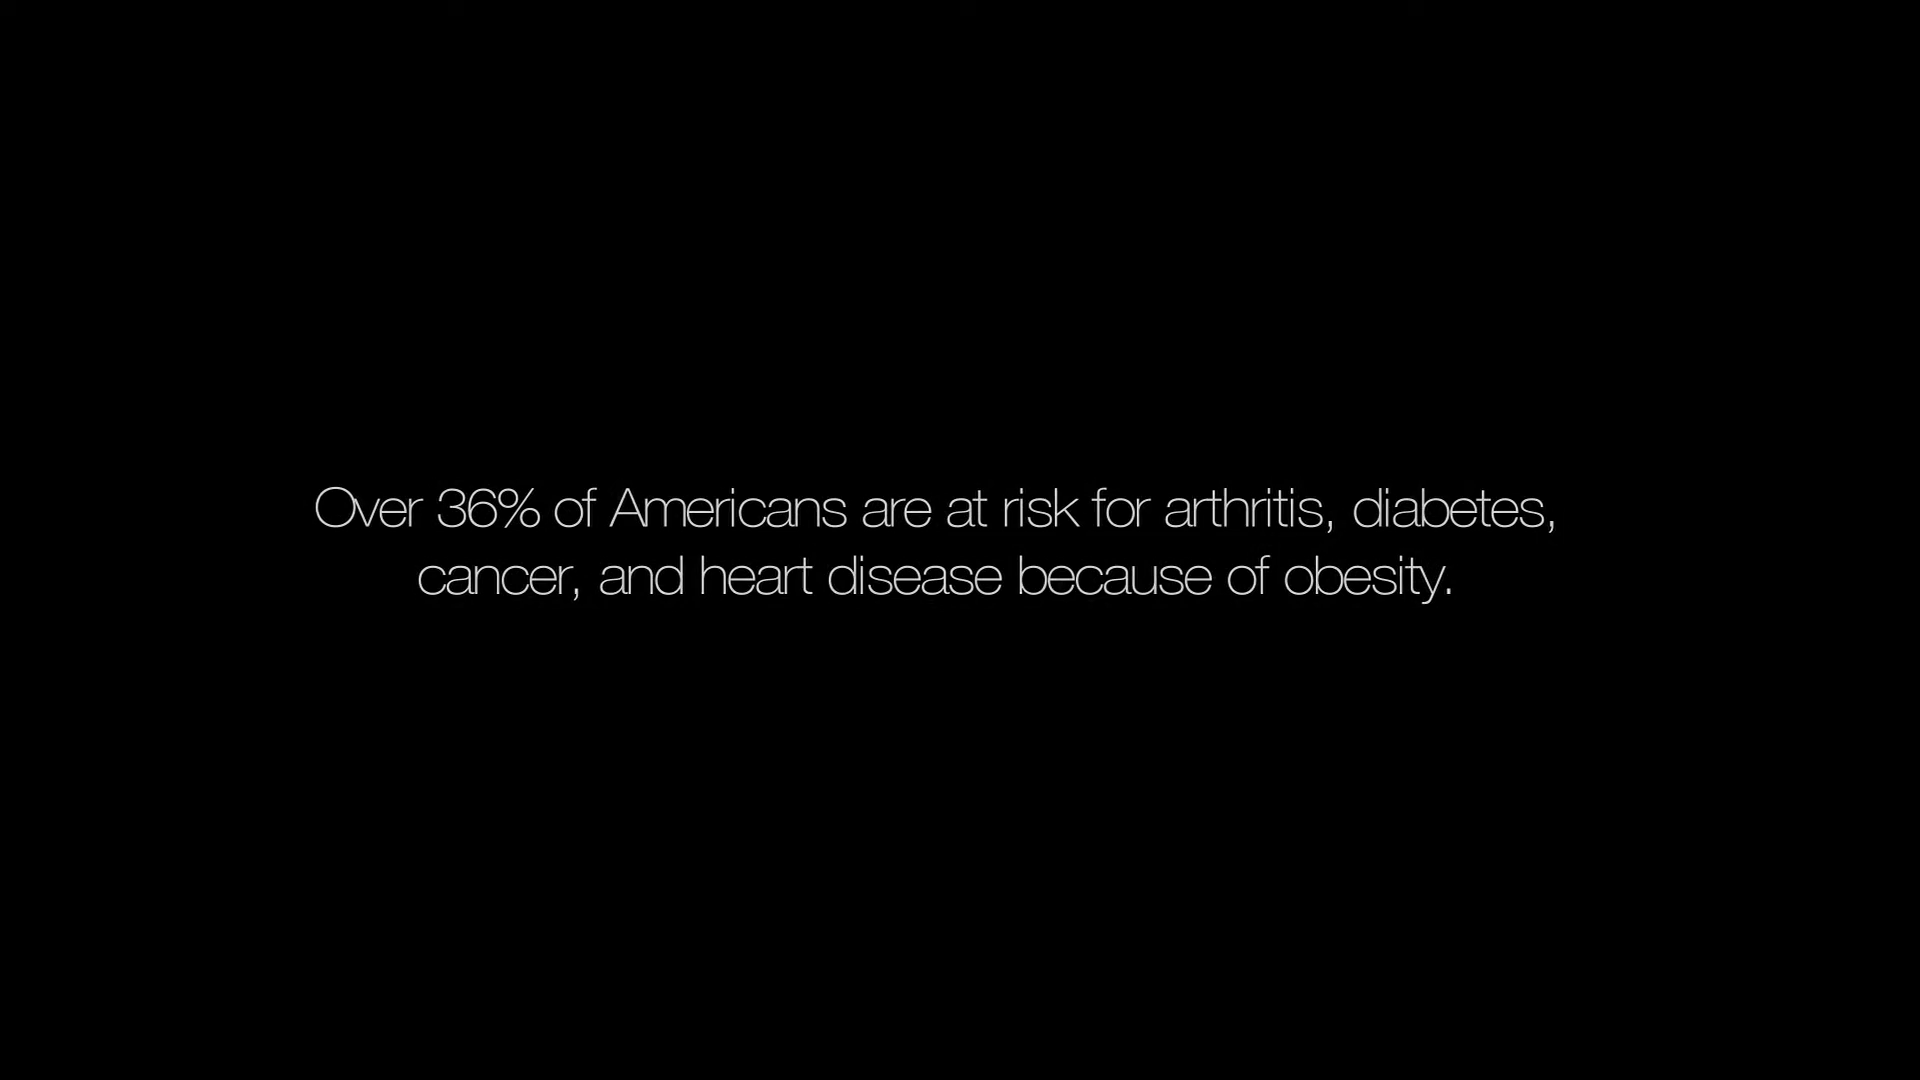 Over 36% of Americans are at risk for arthritis, diabetes,
cancer, and heart disease because of obesity.